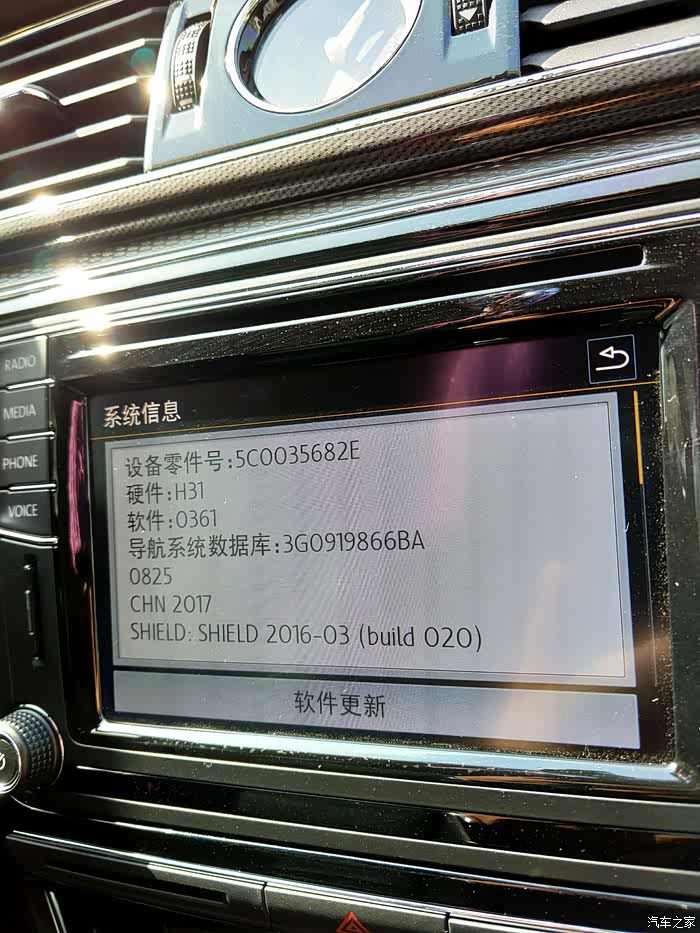 RADIO
MEDIA
PHONE
VOICE
系统信息
设备零件号:5C0035682E
硬件:H31
软件:0361
导航系统数据库:3G0919866BA
0825
CHN 2017
SHIELD: SHIELD 2016-03 (build 020)
软件更新
汽车之家